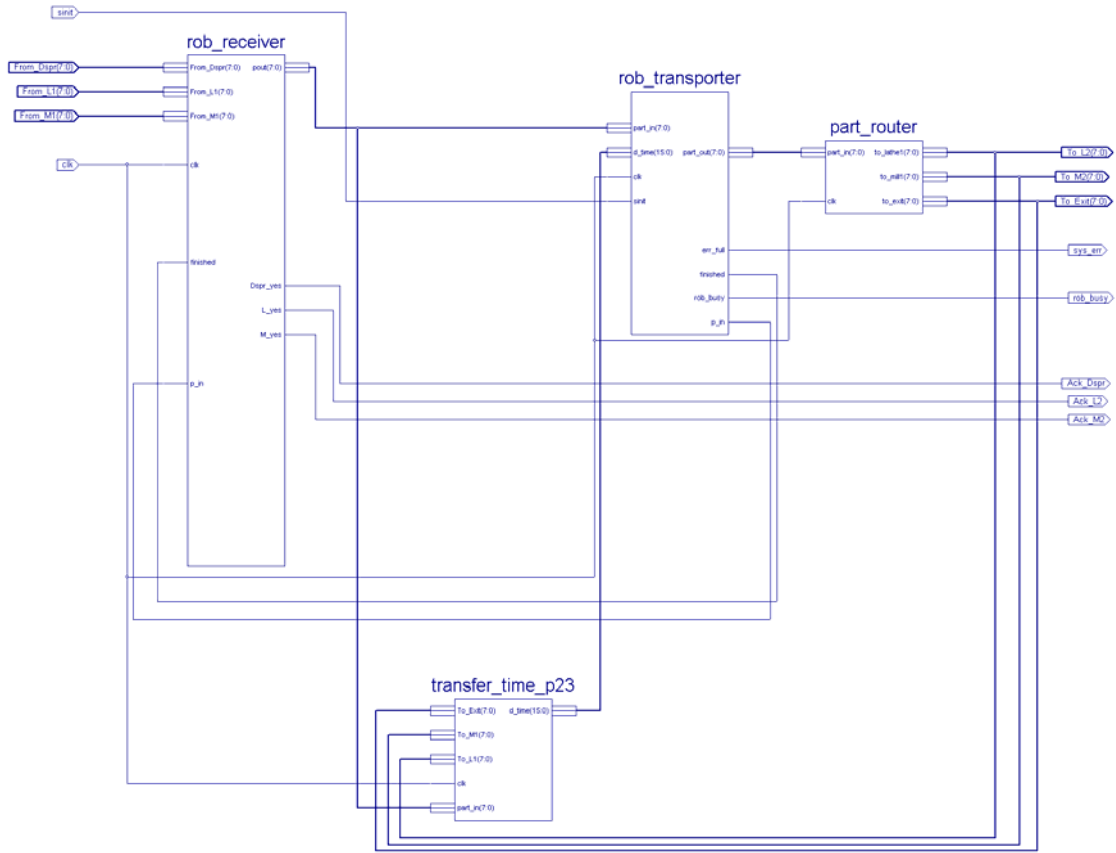 sinit
rob_receiver
From_Dspr(7:0)
From_L1(7:0)
From_M1(7:0)
clk
From_Dspr(7:0) pout(7:0)
From_L1(7:0)
From_M1(7:0)
clk
finished
Dspr_yes
L_yes
M_yes
p_in
rob_transporter
part_in(7:0)
d_time(15:0) part_out(7:0)
clk
sinit
err_full
finished
rob_busy
p_in
part_router
part_in(7:0) to_lathe1(7:0)
to_mill1(7:0)
clk to_exit(7:0)
To_L2(7:0)
To_M2(7:0)
To_Exit(7:0)
sys_err
rob_busy
Ack_Dspr
Ack_L2
Ack_M2
transfer_time_p23
To_Exit(7:0) d_time(15:0)
To_M1(7:0)
To_L1(7:0)
clk
part_in(7:0)